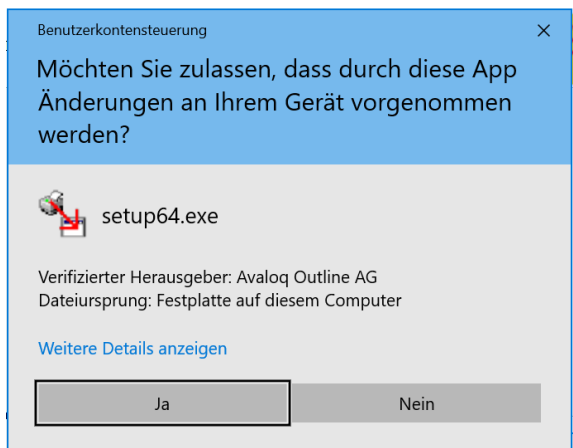 Benutzerkontensteuerung
Möchten Sie zulassen, dass durch diese App
Änderungen an Ihrem Gerät vorgenommen
werden?
setup64.exe
Verifizierter Herausgeber: Avaloq Outline AG
Dateiursprung: Festplatte auf diesem Computer
Weitere Details anzeigen
Ja Nein